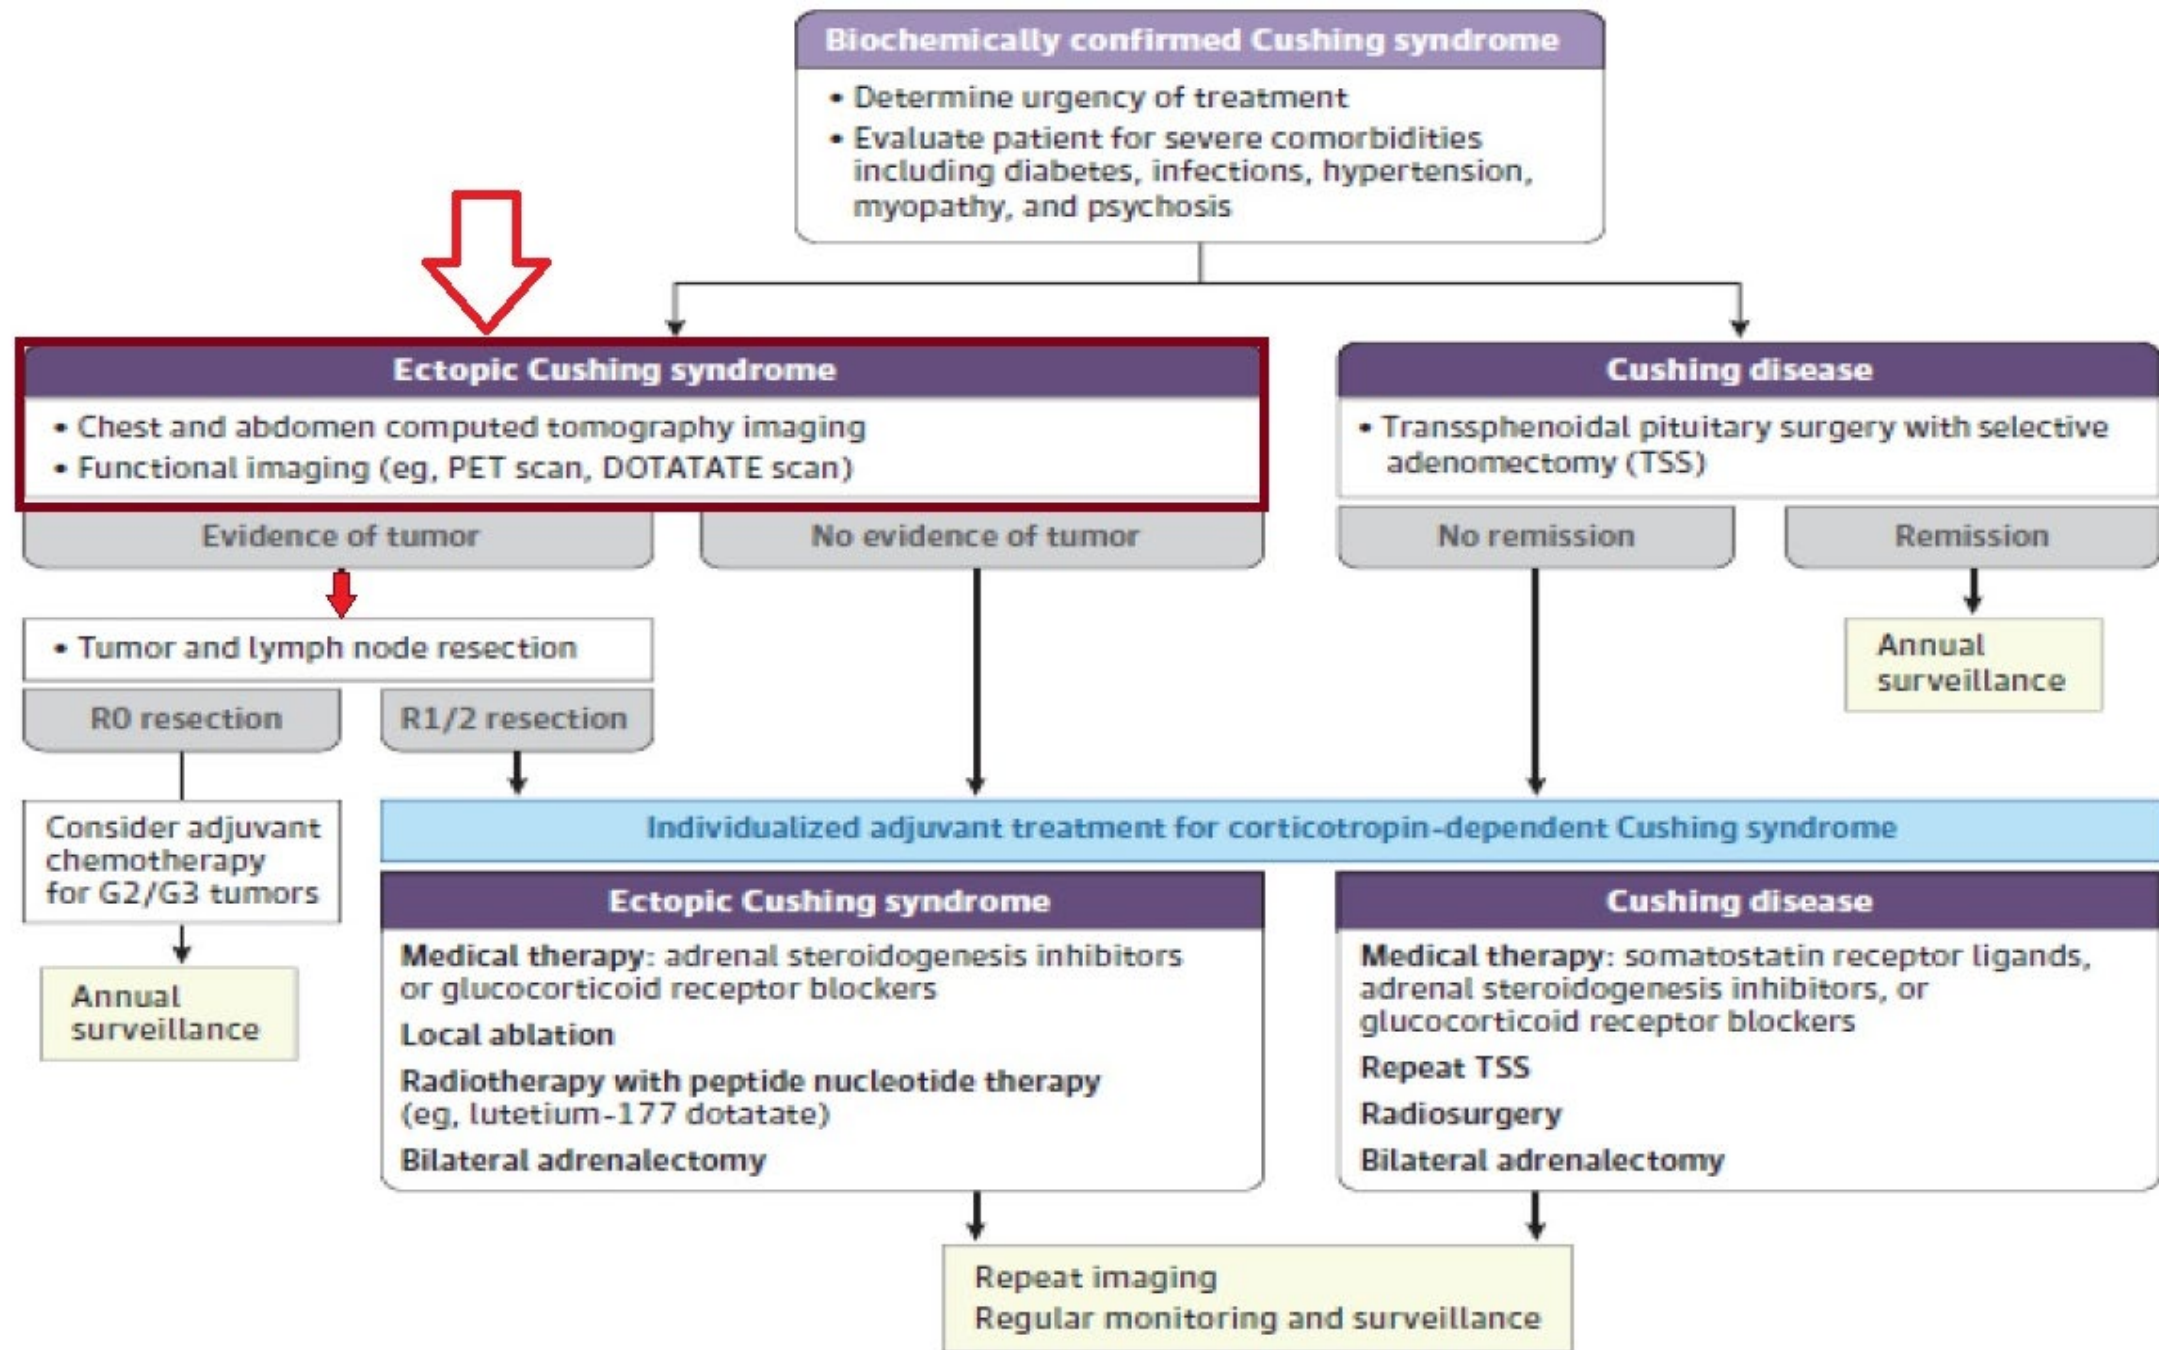 Biochemically confirmed Cushing syndrome
• Determine urgency of treatment
• Evaluate patient for severe comorbidities
including diabetes, infections, hypertension,
myopathy, and psychosis
Ectopic Cushing syndrome
• Chest and abdomen computed tomography imaging
• Functional imaging (eg, PET scan, DOTATATE scan)
Cushing disease
• Transsphenoidal pituitary surgery with selective
adenomectomy (TSS)
Evidence of tumor
No evidence of tumor
No remission
Remission
• Tumor and lymph node resection
Annual
surveillance
R0 resection
R1/2 resection
Consider adjuvant
chemotherapy
for G2/G3 tumors
Annual
surveillance
Individualized adjuvant treatment for corticotropin-dependent Cushing syndrome
Ectopic Cushing syndrome
Medical therapy: adrenal steroidogenesis inhibitors
or glucocorticoid receptor blockers
Local ablation
Radiotherapy with peptide nucleotide therapy
(eg, lutetium-177 dotatate)
Bilateral adrenalectomy
Cushing disease
Medical therapy: somatostatin receptor ligands,
adrenal steroidogenesis inhibitors, or
glucocorticoid receptor blockers
Repeat TSS
Radiosurgery
Bilateral adrenalectomy
Repeat imaging
Regular monitoring and surveillance